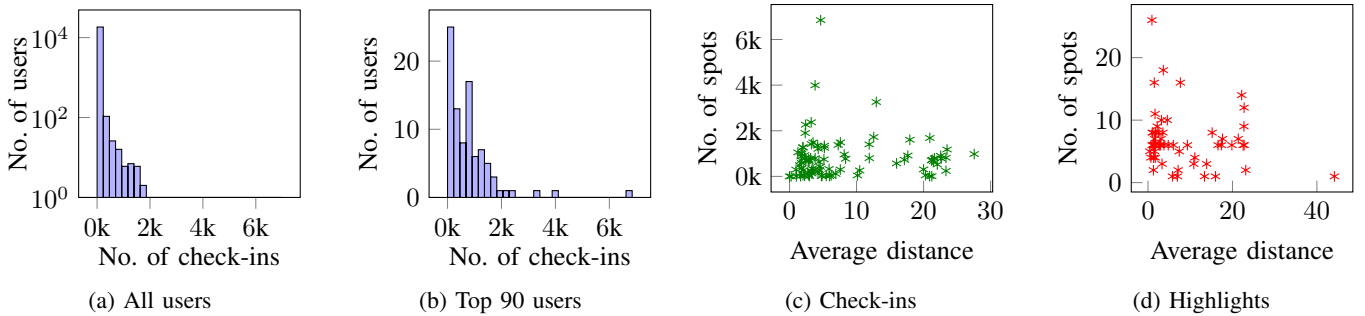 10^4
10^2
10^0
No. of users
0k 2k 4k 6k
No. of check-ins
(a) All users
20
10
0
No. of users
0k 2k 4k 6k
No. of check-ins
(b) Top 90 users
6k
4k
2k
0k
No. of spots
0 10 20 30
Average distance
(c) Check-ins
20
10
0
No. of spots
0 20 40
Average distance
(d) Highlights